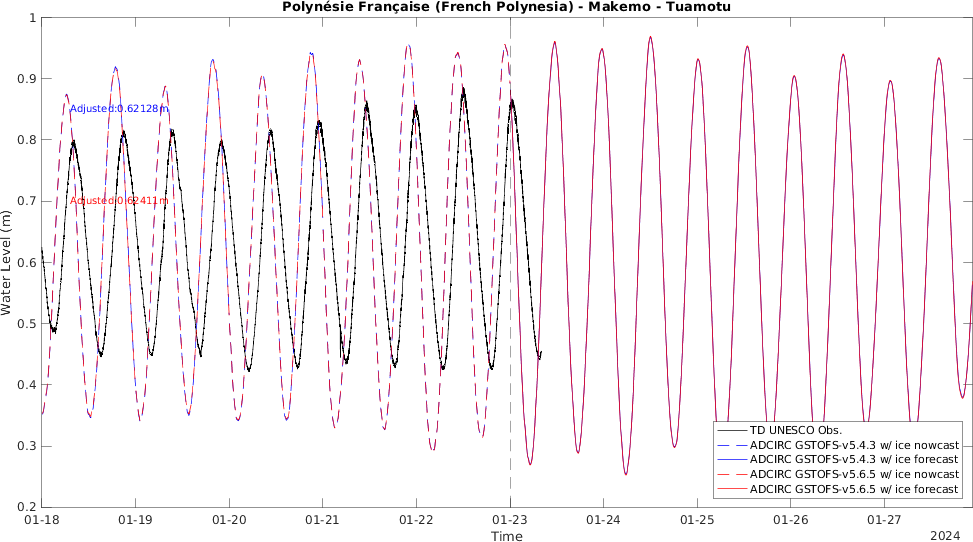 Polynésie Française (French Polynesia) - Makemo - Tuamotu
1
0.9
0.8
0.7
0.6
0.5
0.4
0.3
0.2
Water Level (m)
Adjusted:0.62128m
Adjusted:0.62411m
TD UNESCO Obs.
ADCIRC GSTOFS-v5.4.3 w/ ice nowcast
ADCIRC GSTOFS-v5.4.3 w/ ice forecast
ADCIRC GSTOFS-v5.6.5 w/ ice nowcast
ADCIRC GSTOFS-v5.6.5 w/ ice forecast
01-18 01-19 01-20 01-21 01-22 01-23 01-24 01-25 01-26 01-27
Time
2024